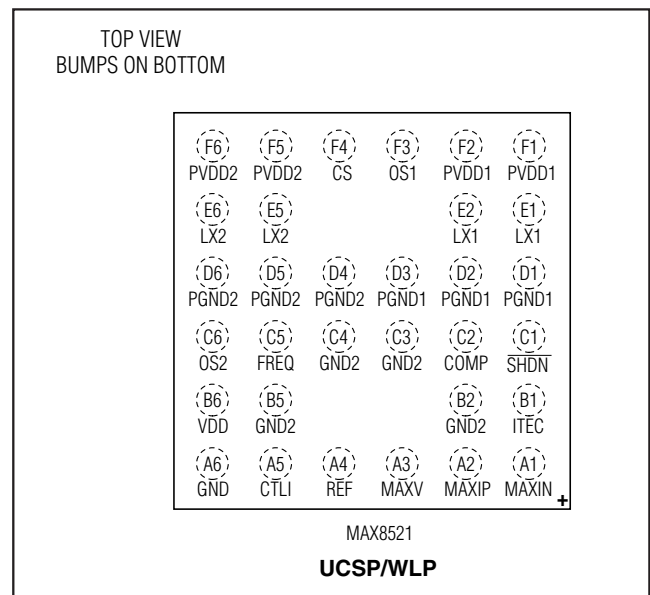 TOP VIEW
BUMPS ON BOTTOM
F6 F5 F4 F3 F2 F1
PVDD2 PVDD2 CS OS1 PVDD1 PVDD1
E6 E5 E2 E1
LX2 LX2 LX1 LX1
D6 D5 D4 D3 D2 D1
PGND2 PGND2 PGND2 PGND1 PGND1 PGND1
C6 C5 C4 C3 C2 C1
OS2 FREQ GND2 GND2 COMP SHDN
B6 B5 B2 B1
VDD GND2 GND2 ITEC
A6 A5 A4 A3 A2 A1
GND CTLI REF MAXV MAXIP MAXIN
+
MAX8521
UCSP/WLP